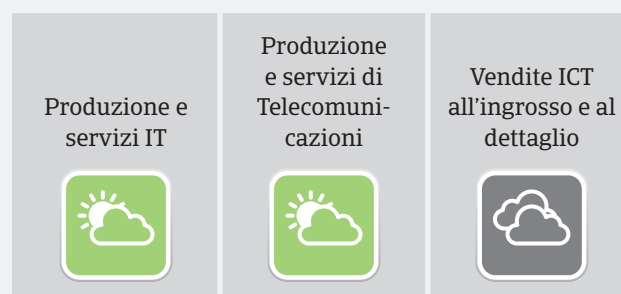 Produzione e
servizi IT
Produzione
e servizi di
Telecomuni-
cazioni
Vendite ICT
all'ingrosso e al
dettaglio